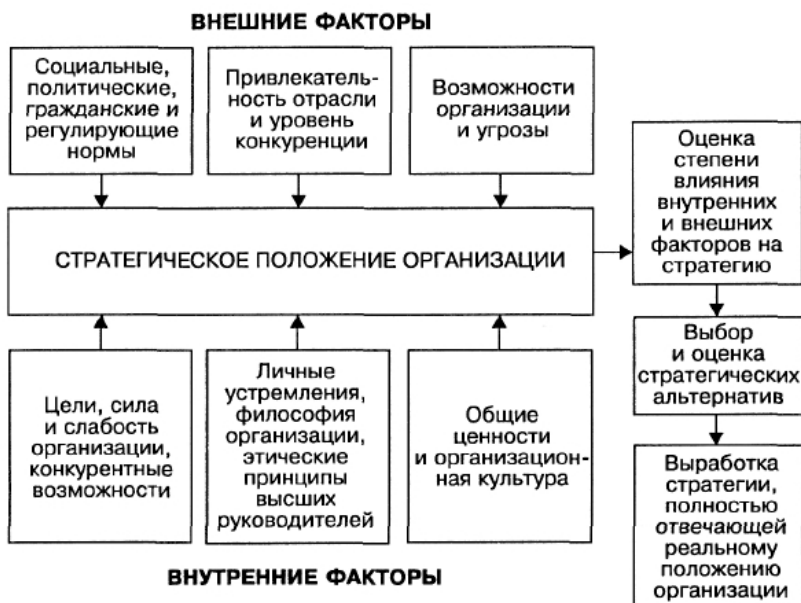 ВНЕШНИЕ ФАКТОРЫ
Социальные,
политические,
гражданские и
регулирующие
нормы
Привлекатель-
ность отрасли
и уровень
конкуренции
Возможности
организации
и угрозы
СТРАТЕГИЧЕСКОЕ ПОЛОЖЕНИЕ ОРГАНИЗАЦИИ
Цели, сила
и слабость
организации,
конкурентные
возможности
Личные
устремления,
философия
организации,
этические
принципы
высших
руководителей
Общие
ценности
и организацион-
ная культура
ВНУТРЕННИЕ ФАКТОРЫ
Оценка
степени
влияния
внутренних
и внешних
факторов на
стратегию
Выбор
и оценка
стратегических
альтернатив
Выработка
стратегии,
полностью
отвечающей
реальному
положению
организации